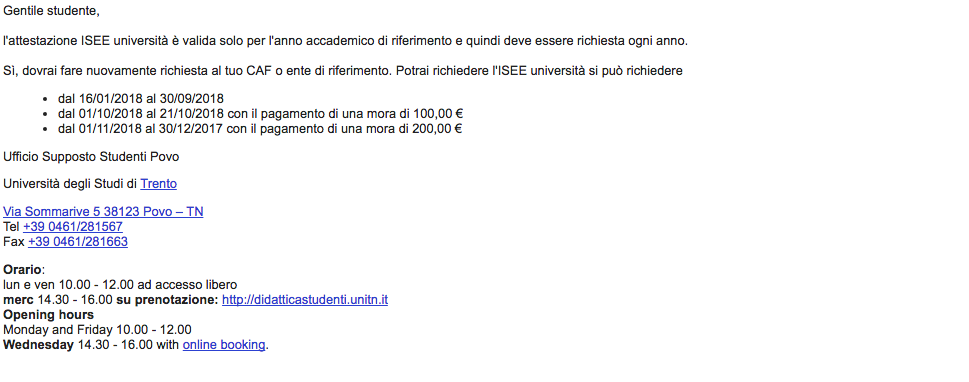 Gentile studente,
l'attestazione ISEE università è valida solo per l'anno accademico di riferimento e quindi deve essere richiesta ogni anno.
Sì, dovrai fare nuovamente richiesta al tuo CAF o ente di riferimento. Potrai richiedere l'ISEE università si può richiedere
• dal 16/01/2018 al 30/09/2018
• dal 01/10/2018 al 21/10/2018 con il pagamento di una mora di 100,00 €
• dal 01/11/2018 al 30/12/2017 con il pagamento di una mora di 200,00 €
Ufficio Supposto Studenti Povo
Università degli Studi di Trento
Via Sommarive 5 38123 Povo – TN
Tel +39 0461/281567
Fax +39 0461/281663
Orario:
lun e ven 10.00 - 12.00 ad accesso libero
merc 14.30 - 16.00 su prenotazione: http://didatticastudenti.unitn.it
Opening hours
Monday and Friday 10.00 - 12.00
Wednesday 14.30 - 16.00 with online booking.